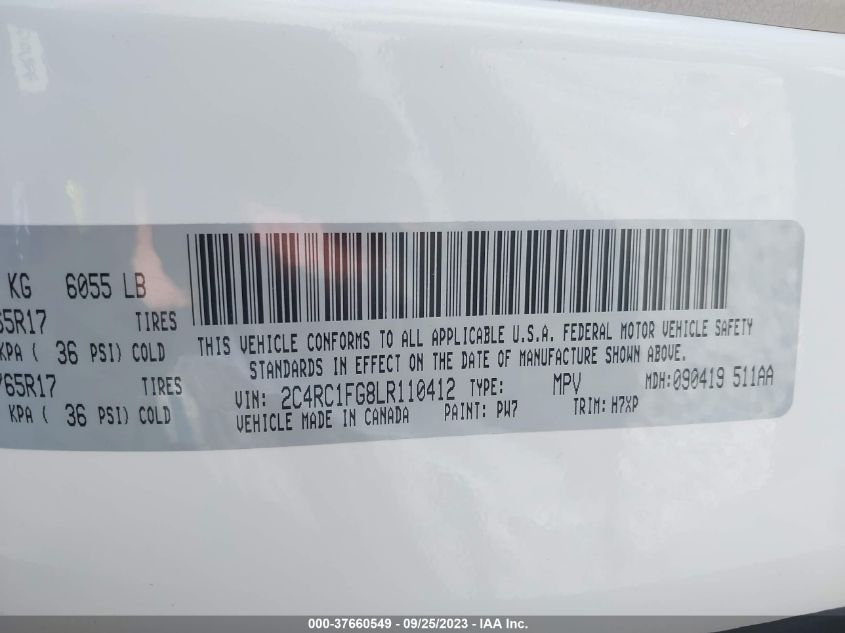 KG 6055 LB
65R17 TIRES
KPA ( 36 PSI) COLD
765R17 TIRES
KPA ( 36 PSI) COLD
THIS VEHICLE CONFORMS TO ALL APPLICABLE U.S.A. FEDERAL MOTOR VEHICLE SAFETY
STANDARDS IN EFFECT ON THE DATE OF MANUFACTURE SHOWN ABOVE.
VIN: 2C4RC1FG8LR110412 TYPE: MPV MDH:090419 511AA
VEHICLE MADE IN CANADA PAINT: PW7 TRIM: H7XP
000-37660549 - 09/25/2023 - IAA Inc.